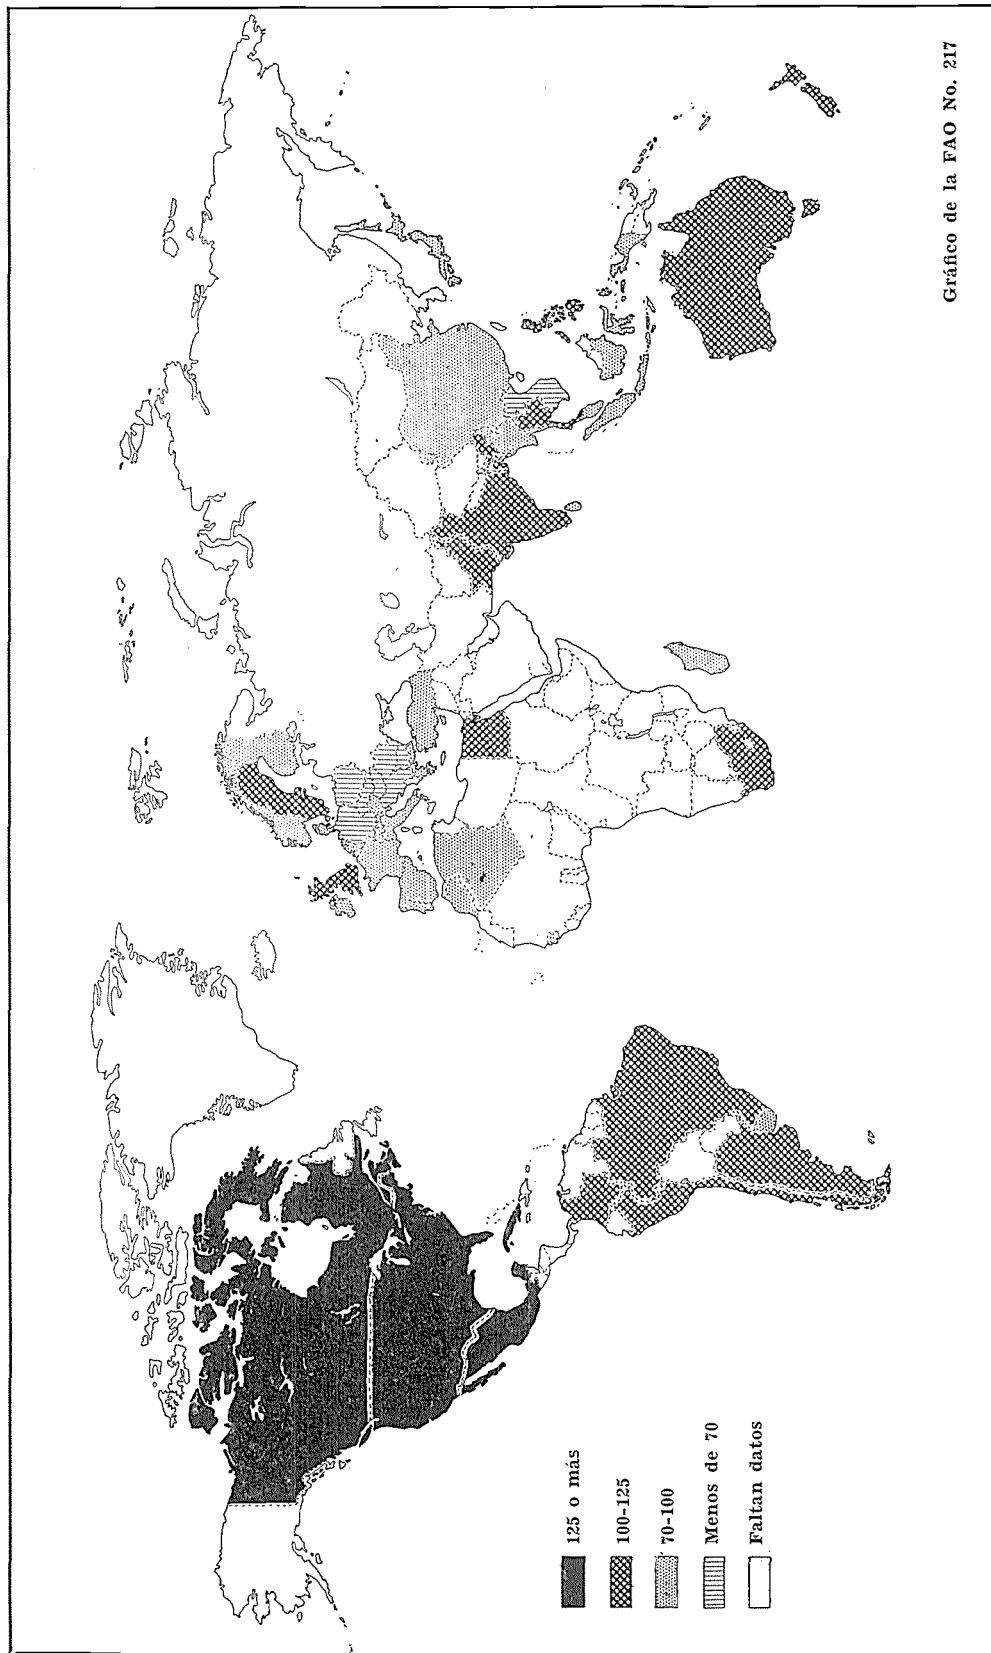 125 o más
100-125
70-100
Menos de 70
Faltan datos
Gráfico de la FAO No. 217